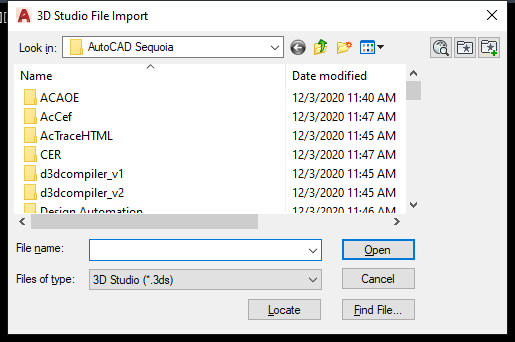 3D Studio File Import
Look in: AutoCAD Sequoia
Name Date modified
ACAOE 12/3/2020 11:40 AM
AcCef 12/3/2020 11:47 AM
AcTraceHTML 12/3/2020 11:45 AM
CER 12/3/2020 11:47 AM
d3dcompiler_v1 12/3/2020 11:45 AM
d3dcompiler_v2 12/3/2020 11:45 AM
Design Automation 12/3/2020 11:46 AM
File name: Open
Files of type: 3D Studio (*.3ds) Cancel
Locate Find File...